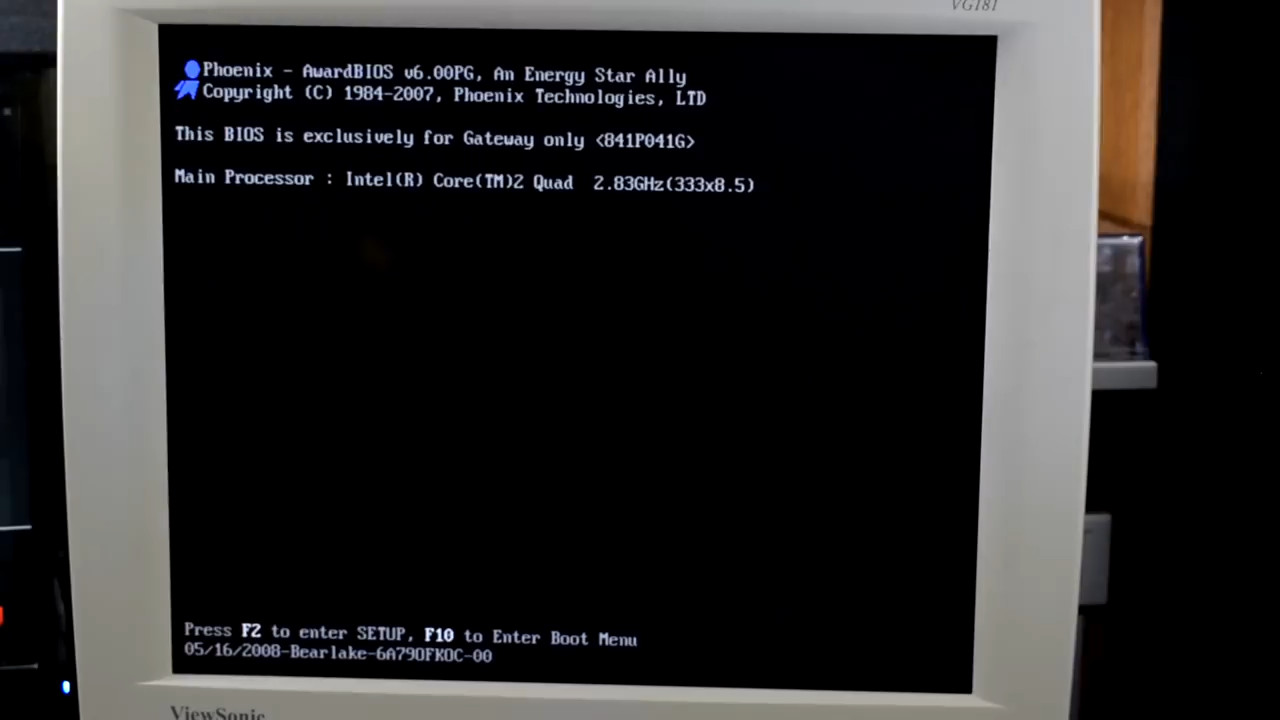 VG181
Phoenix - AwardBIOS v6.00PG, An Energy Star Ally
Copyright (C) 1984-2007, Phoenix Technologies, LTD
This BIOS is exclusively for Gateway only <841P041G>
Main Processor : Intel(R) Core(TM)2 Quad 2.83GHz(333x8.5)
Press F2 to enter SETUP, F10 to Enter Boot Menu
05/16/2008-Bearlake-6A790FK0C-00
ViewSonic